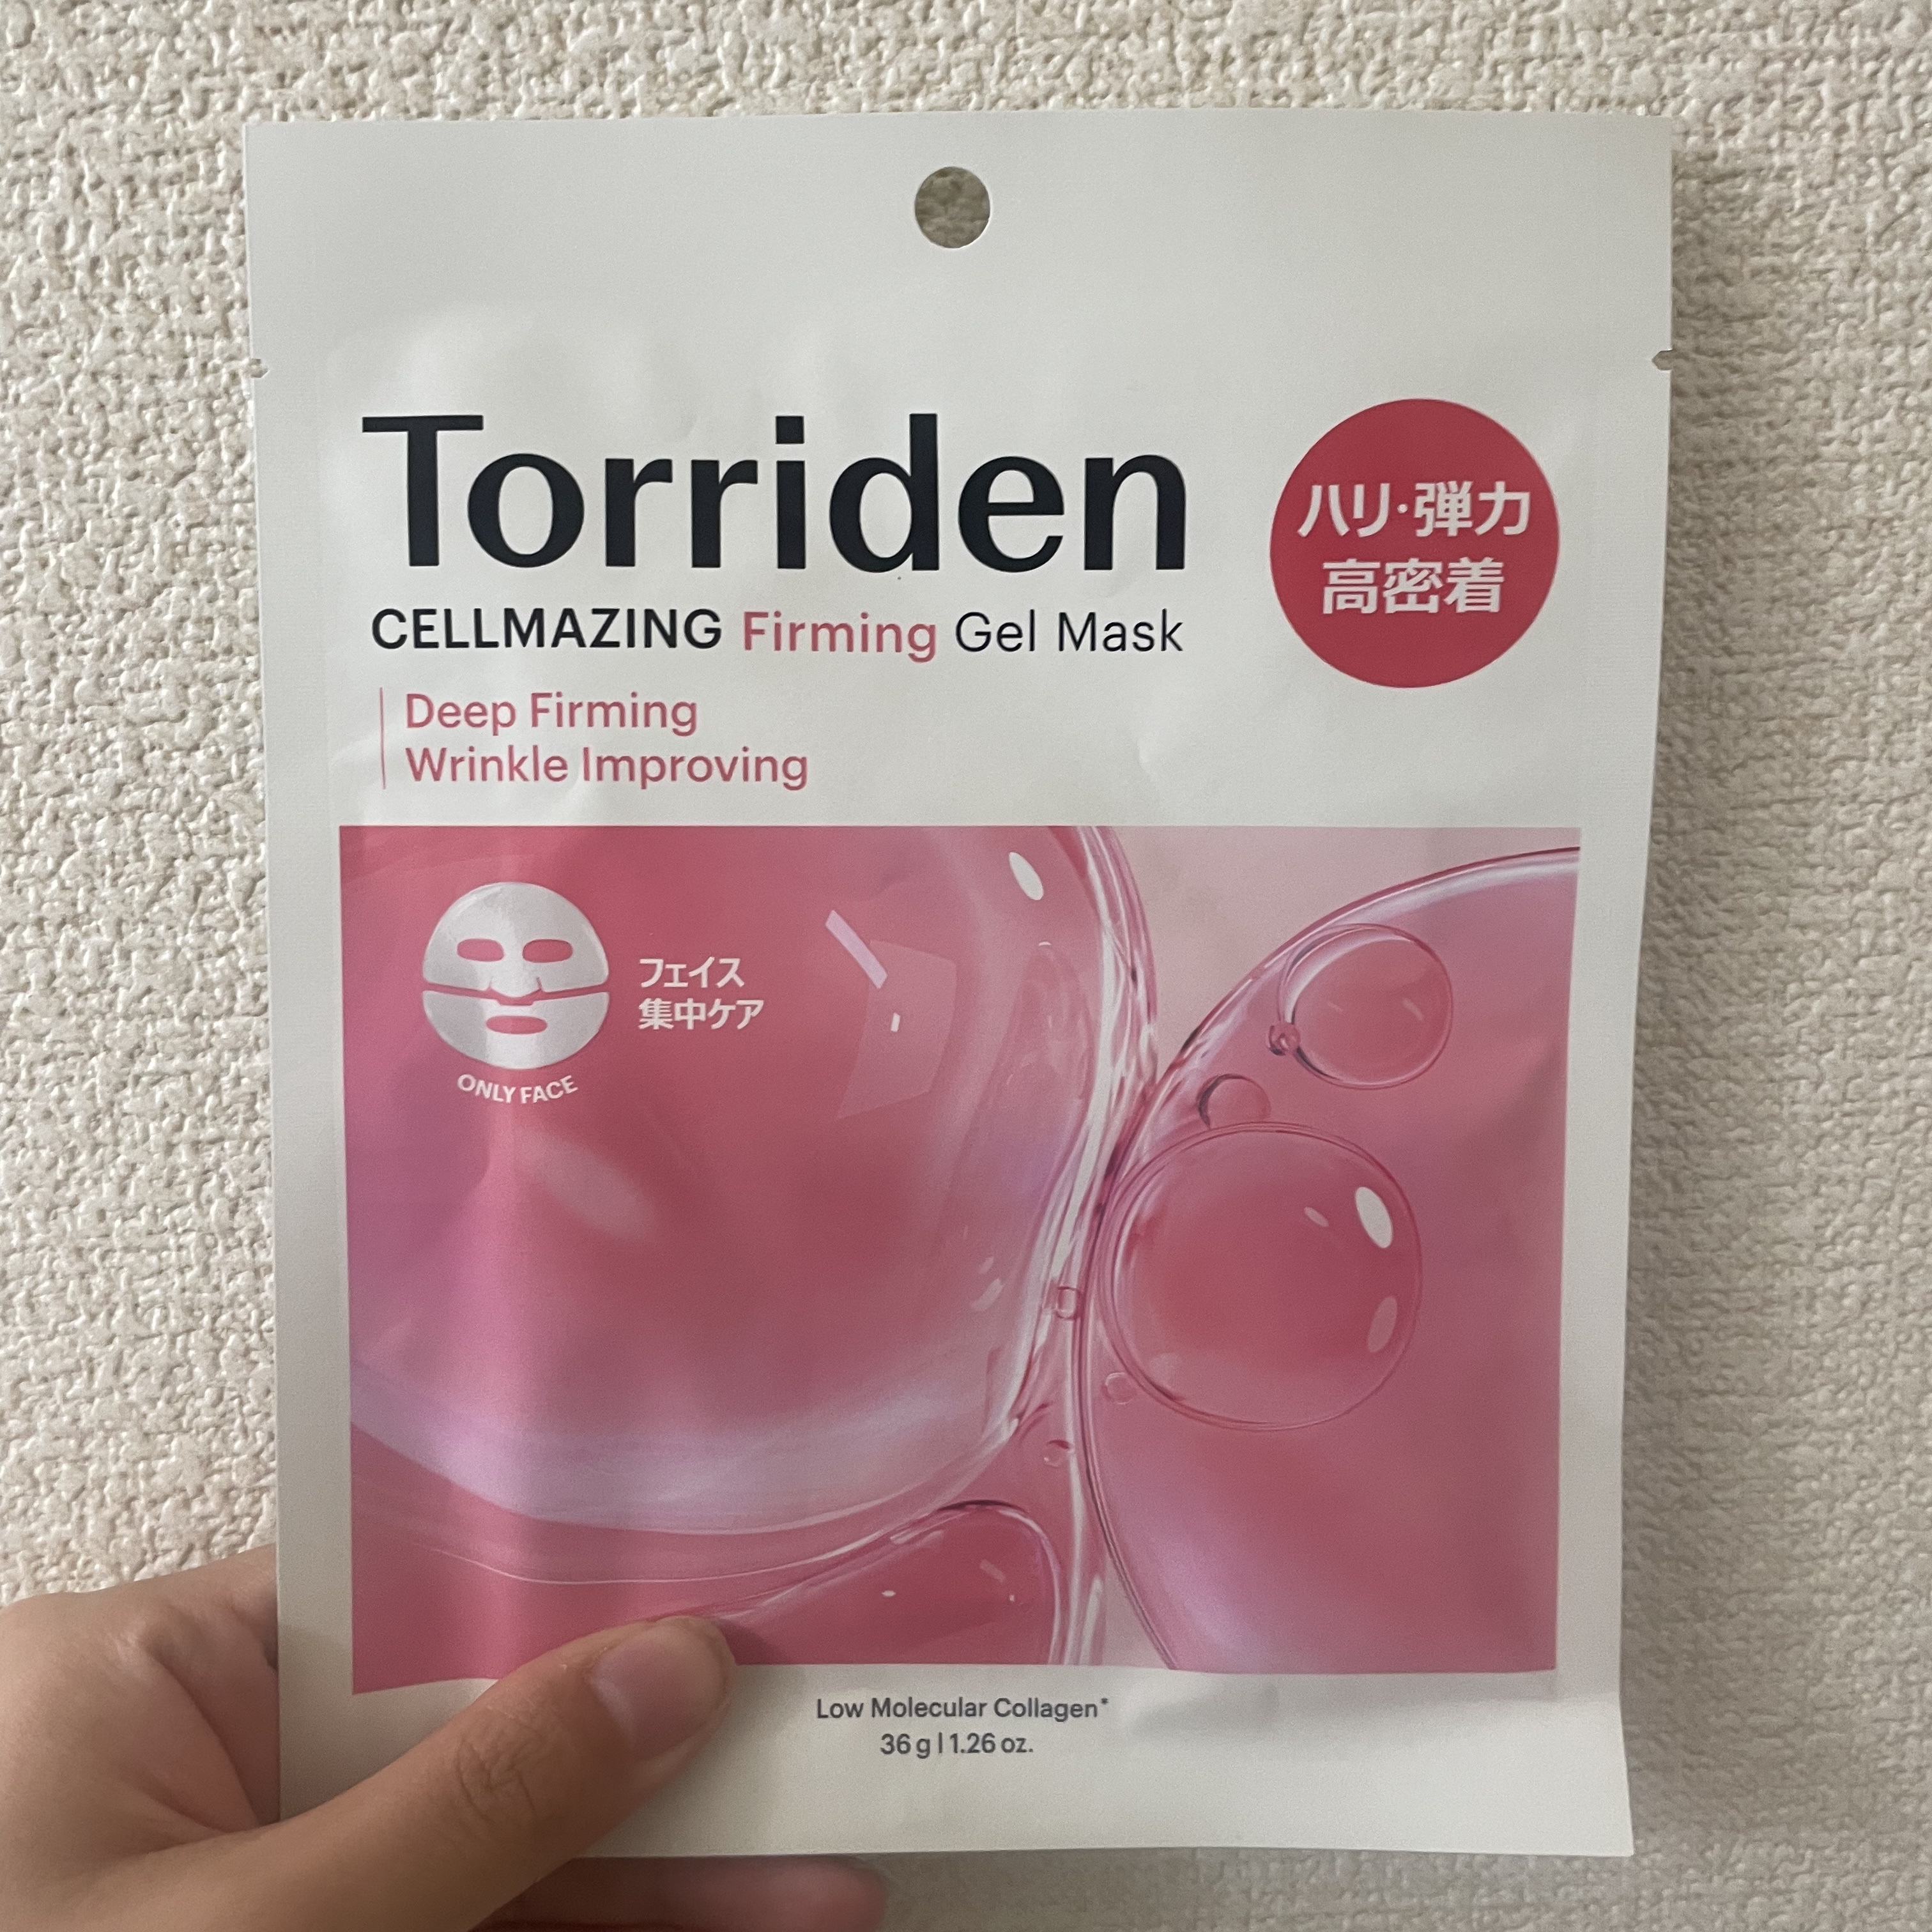 Torriden
CELLMAZING Firming Gel Mask
Deep Firming
Wrinkle Improving
ハリ・弾力
高密着
フェイス
集中ケア
ONLY FACE
Low Molecular Collagen*
36 g | 1.26 oz.